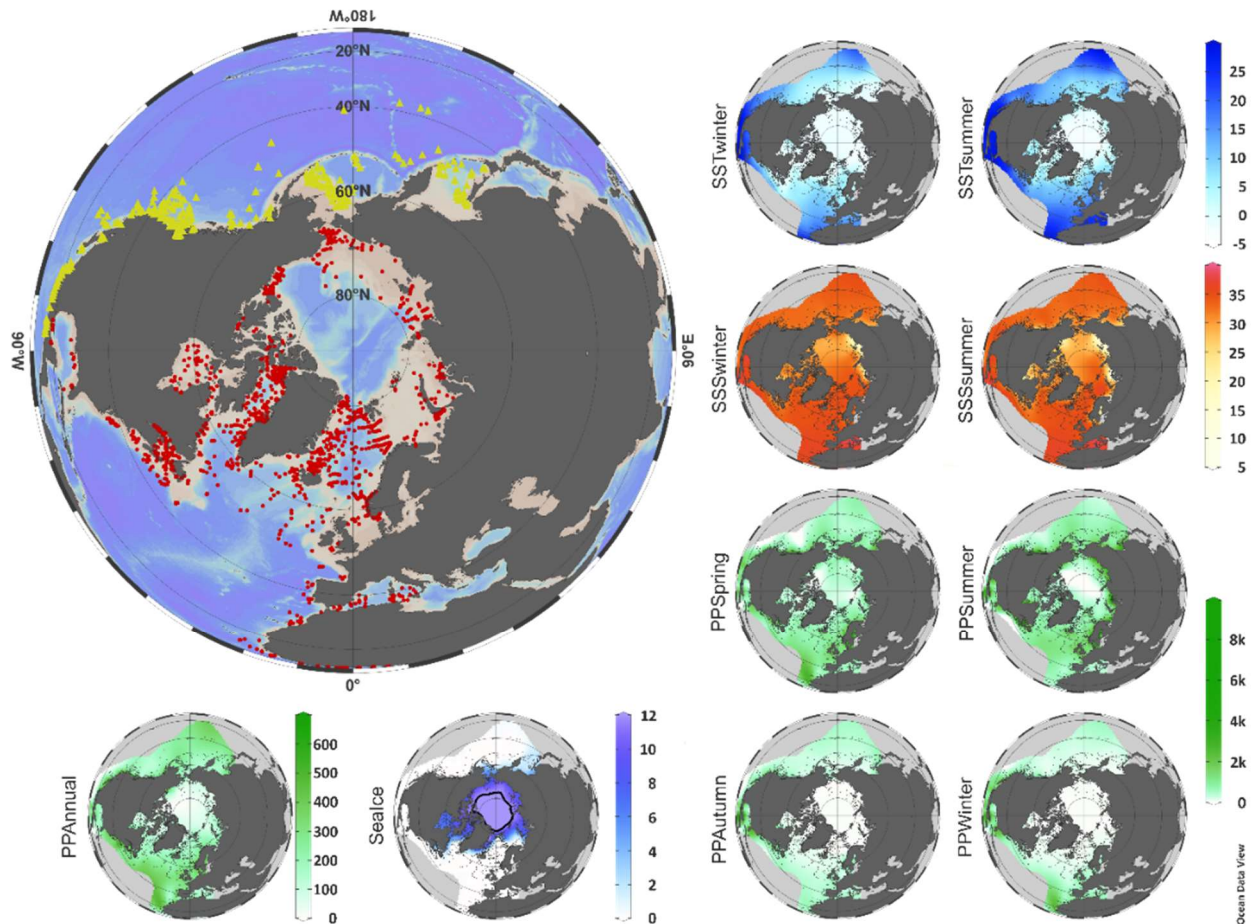 180°W
20°N
40°N
60°N
80°N
90°W
90°E
0°
SSTwinter
SSTsummer
25
20
15
10
5
0
-5
SSSwinter
SSSsummer
35
30
25
20
15
10
5
PPSpring
PPSummer
8k
6k
4k
2k
0
PPAnnual
600
500
400
300
200
100
0
SeaIce
12
10
8
6
4
2
0
PPAutumn
PPWinter
Ocean Data View